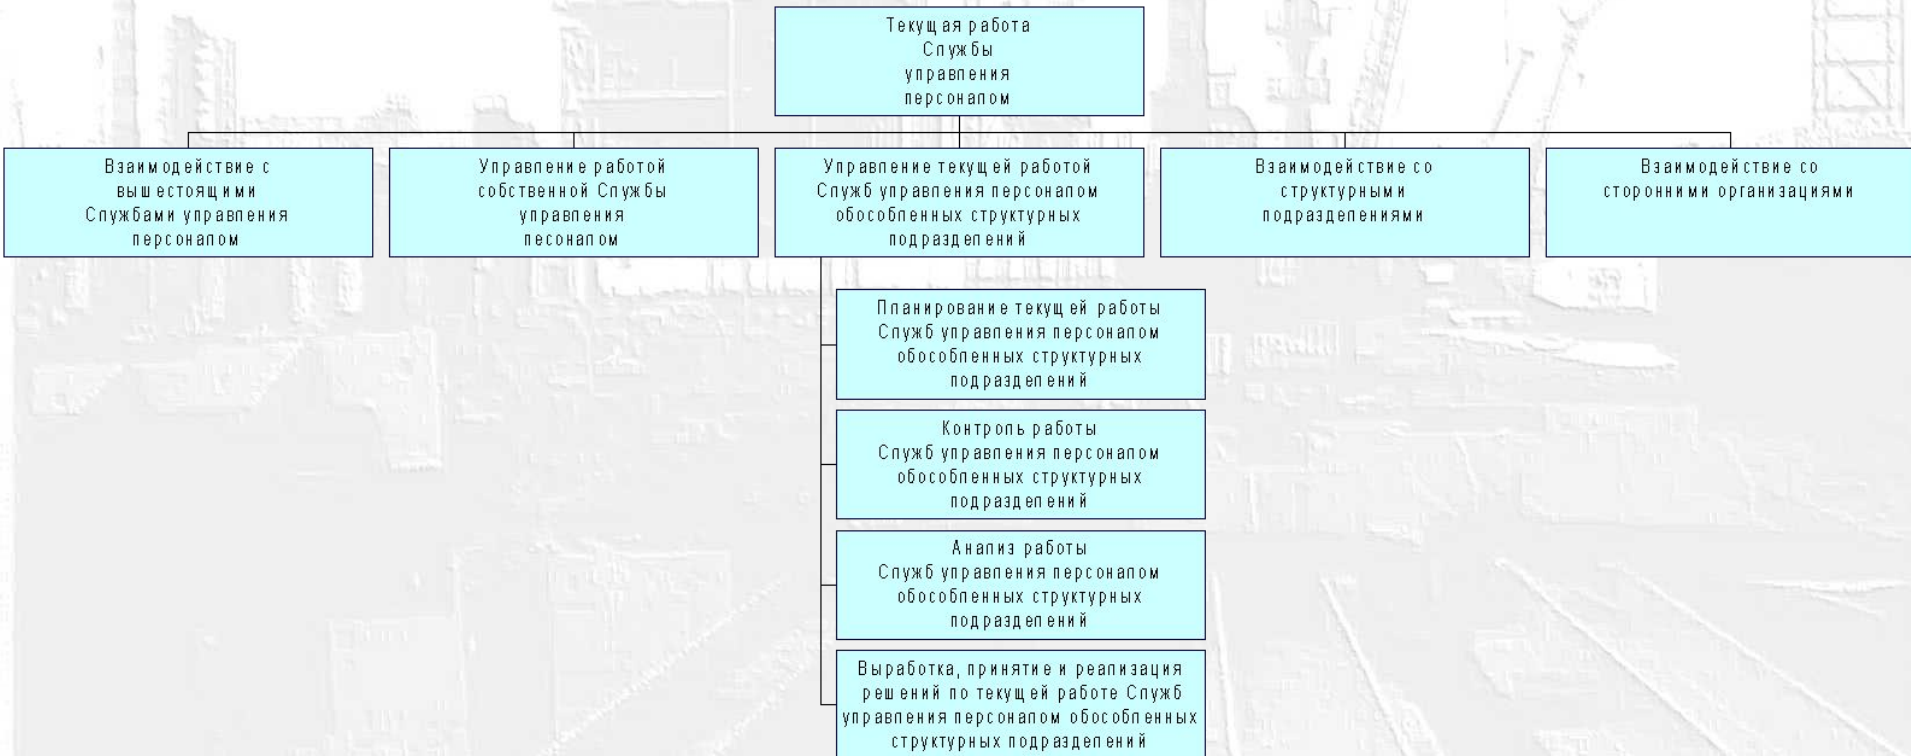 Текущая работа
Службы
управления
персоналом
Взаимодействие с
вышестоящими
Службами управления
персоналом
Управление работой
собственной Службы
управления
песоналом
Управление текущей работой
Служб управления персоналом
обособленных структурных
подразделений
Взаимодействие со
структурными
подразделениями
Взаимодействие со
сторонними организациями
Планирование текущей работы
Служб управления персоналом
обособленных структурных
подразделений
Контроль работы
Служб управления персоналом
обособленных структурных
подразделений
Анализ работы
Служб управления персоналом
обособленных структурных
подразделений
Выработка, принятие и реализация
решений по текущей работе Служб
управления персоналом обособленных
структурных подразделений